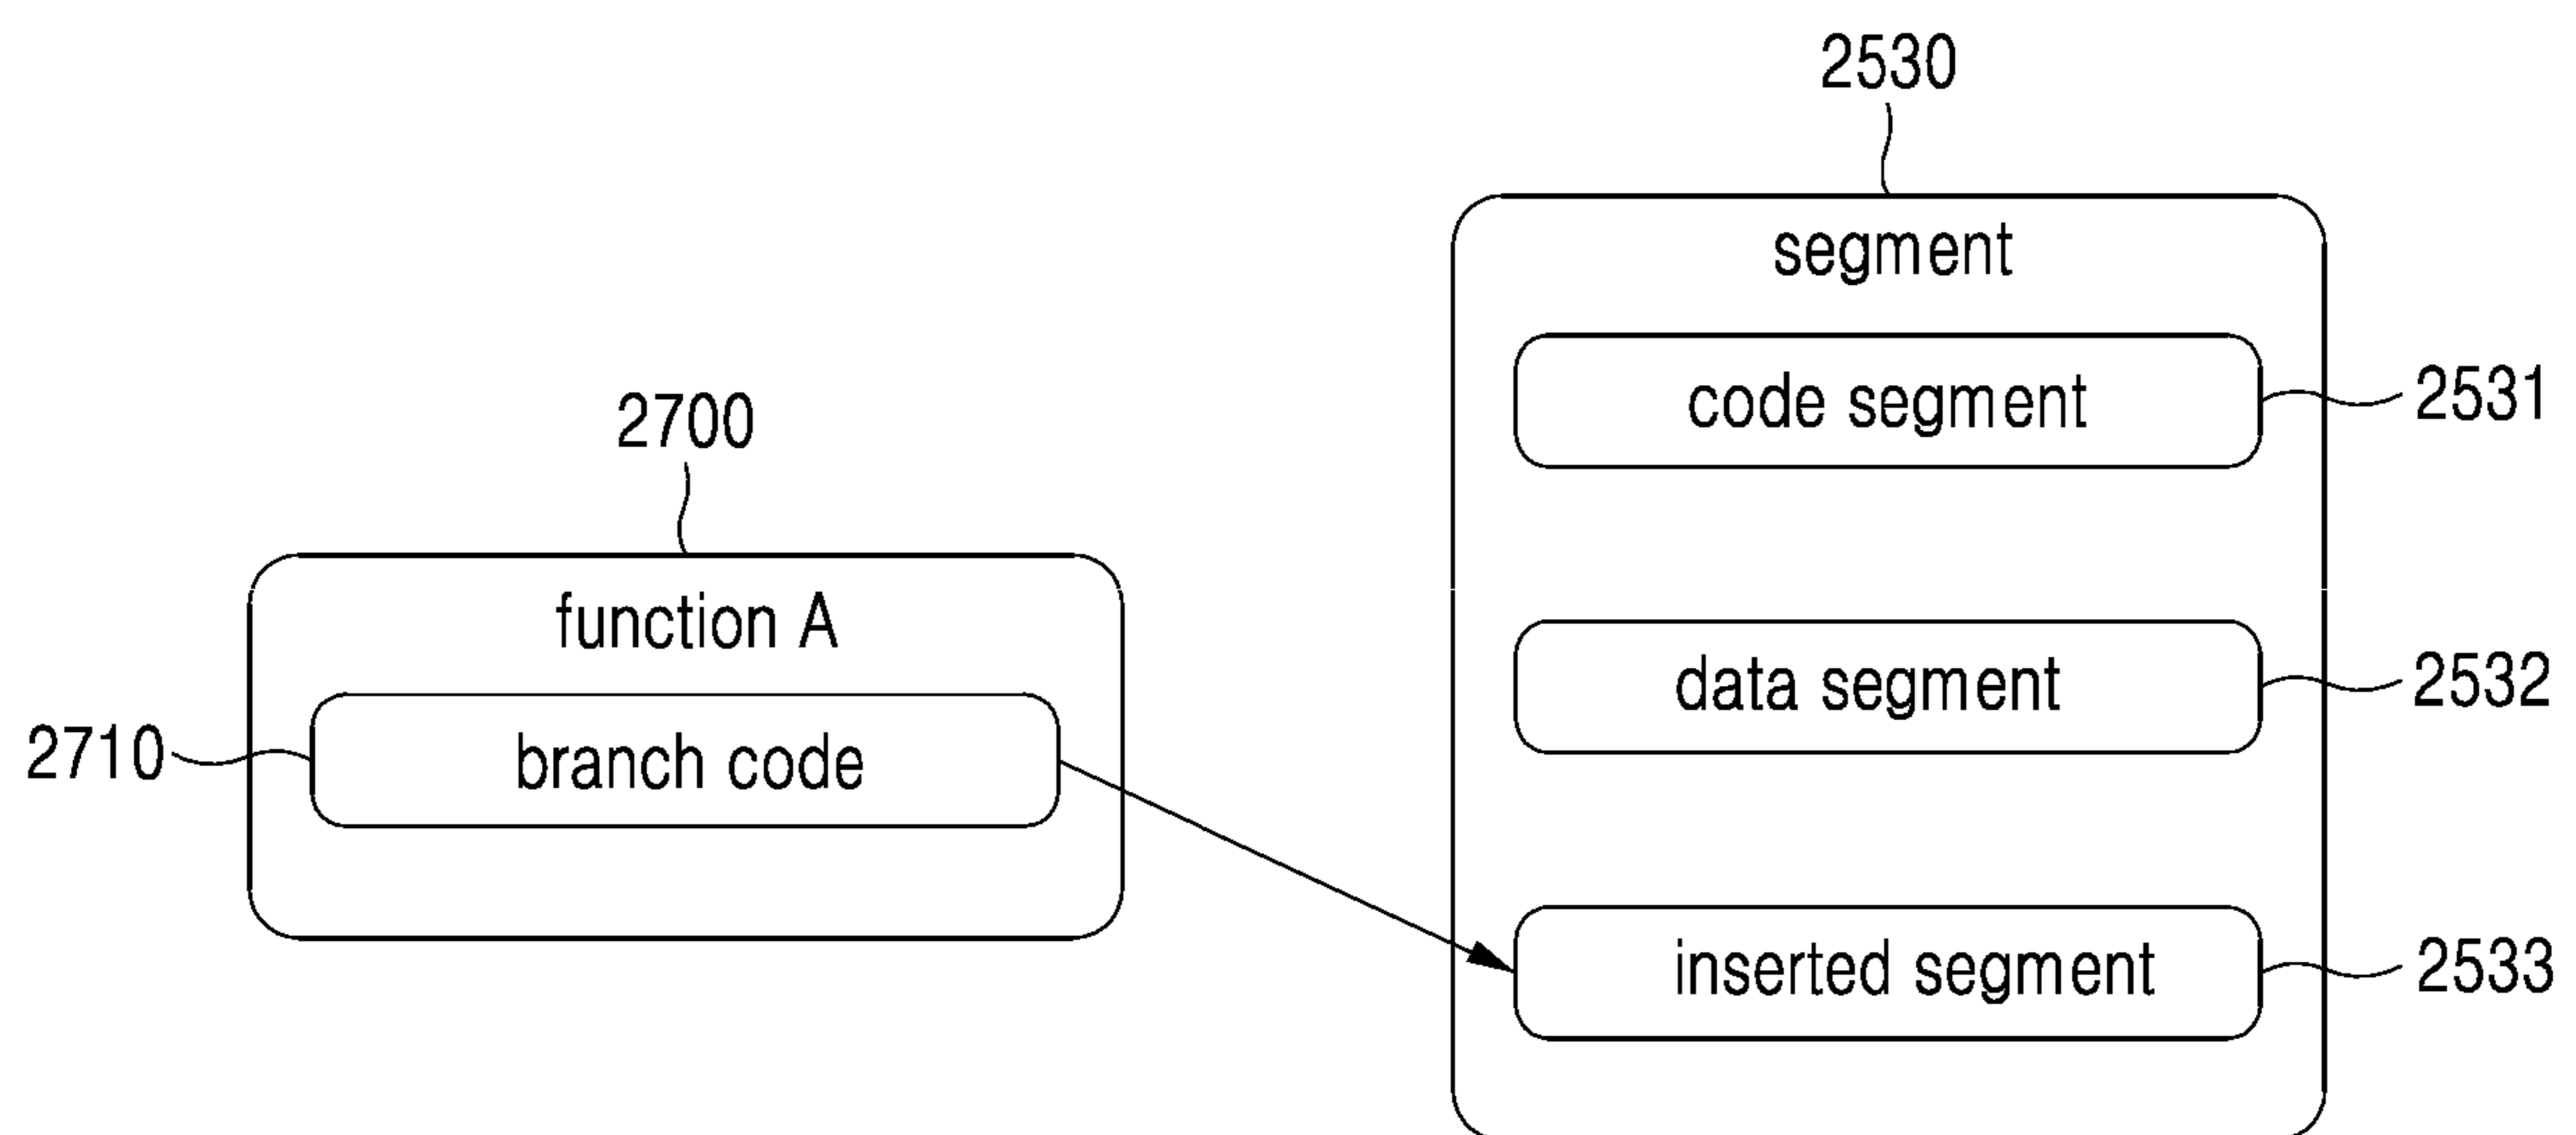 2530
segment
code segment
2531
2700
function A
data segment
2532
2710
branch code
inserted segment
2533